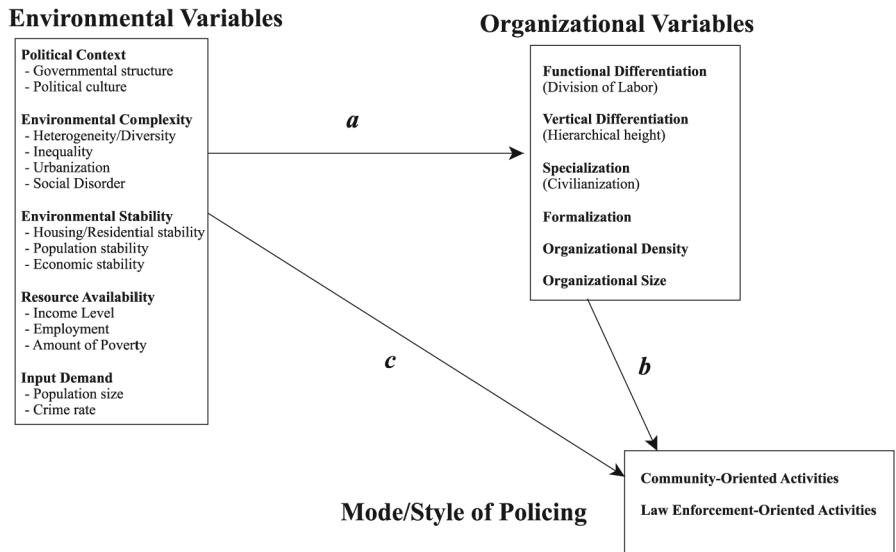 Environmental Variables
Political Context
- Governmental structure
- Political culture
Environmental Complexity
- Heterogeneity/Diversity
- Inequality
- Urbanization
- Social Disorder
Environmental Stability
- Housing/Residential stability
- Population stability
- Economic stability
Resource Availability
- Income Level
- Employment
- Amount of Poverty
Input Demand
- Population size
- Crime rate
a
Organizational Variables
Functional Differentiation
(Division of Labor)
Vertical Differentiation
(Hierarchical height)
Specialization
(Civilianization)
Formalization
Organizational Density
Organizational Size
c
b
Mode/Style of Policing
Community-Oriented Activities
Law Enforcement-Oriented Activities